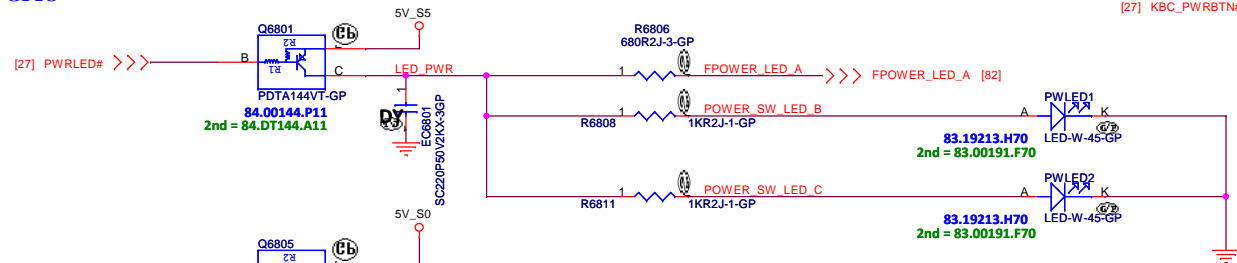 [27] KBC_PWRBTN#
5V_S5
Q6801
R2
R1
E
B
C
[27] PWRLED#
LED_PWR
PDTA144VT-GP
84.00144.P11
2nd = 84.DT144.A11
1
DY
EC6801
SC220P50V2KX-3GP
R6806
680R2J-3-GP
1
FPOWER_LED_A
FPOWER_LED_A [82]
1
POWER_SW_LED_B
R6808
1KR2J-1-GP
PWLED1
A
K
83.19213.H70
LED-W-45-GP
2nd = 83.00191.F70
1
POWER_SW_LED_C
R6811
1KR2J-1-GP
PWLED2
A
K
83.19213.H70
LED-W-45-GP
2nd = 83.00191.F70
5V_S0
Q6805
R2